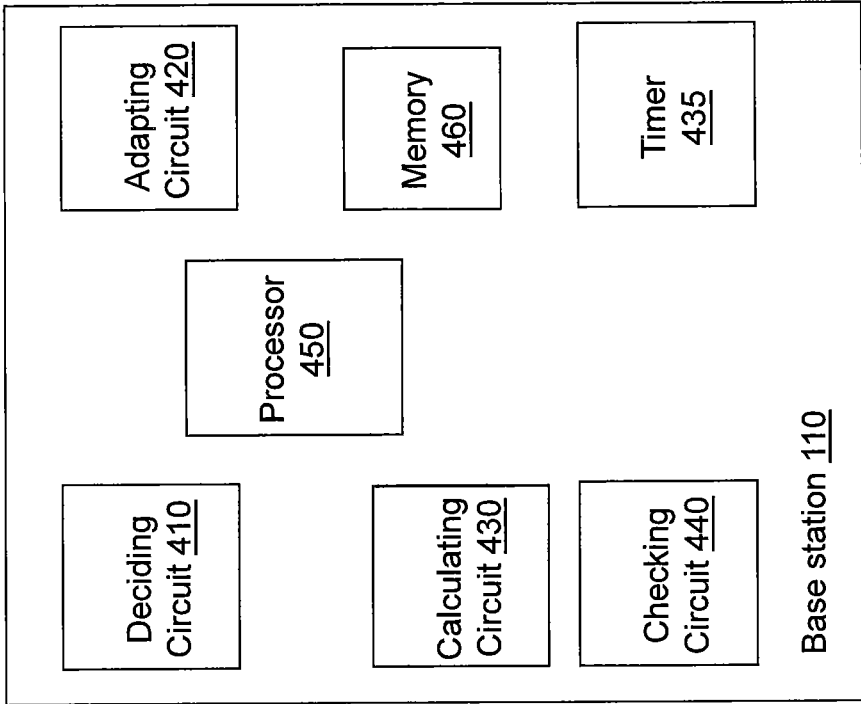 Deciding
Circuit 410
Adapting
Circuit 420
Processor
450
Calculating
Circuit 430
Memory
460
Checking
Circuit 440
Timer
435
Base station 110